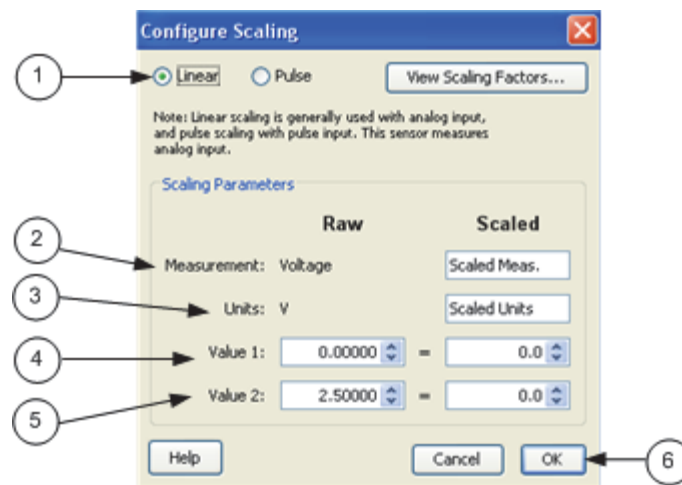 Configure Scaling
1
Linear Pulse View Scaling Factors...
Note: Linear scaling is generally used with analog input,
and pulse scaling with pulse input. This sensor measures
analog input.
Scaling Parameters
Raw Scaled
2
Measurement: Voltage Scaled Meas.
3
Units: V Scaled Units
4
Value 1: 0.00000 = 0.0
5
Value 2: 2.50000 = 0.0
Help Cancel OK
6